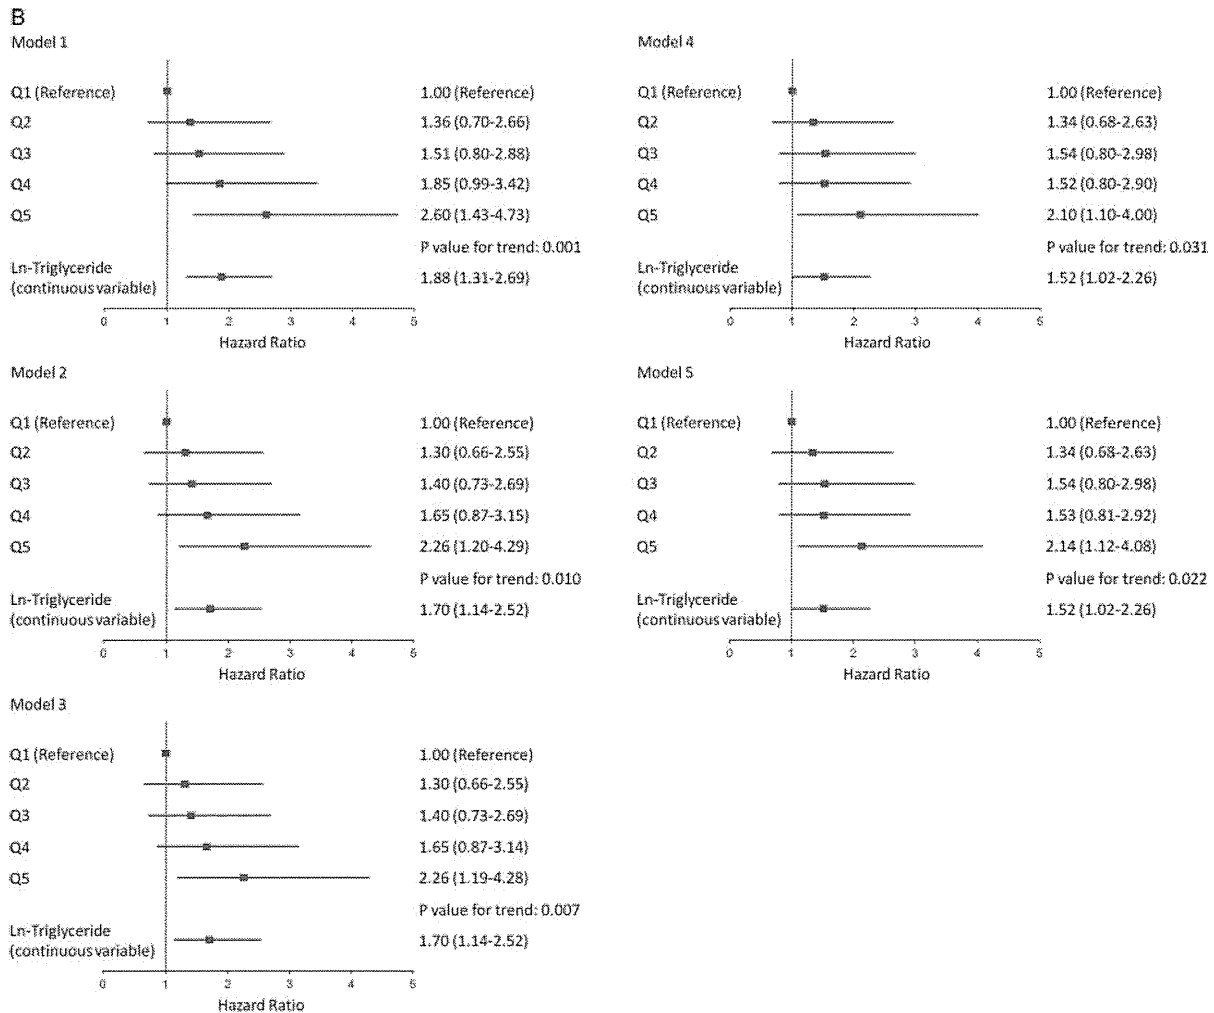 B
Model 1
Q1 (Reference) 1.00 (Reference)
Q2 1.36 (0.70-2.66)
Q3 1.51 (0.80-2.88)
Q4 1.85 (0.99-3.42)
Q5 2.60 (1.43-4.73)
P value for trend: 0.001
Ln-Triglyceride
(continuous variable) 1.88 (1.31-2.69)
0 1 2 3 4 5
Hazard Ratio
Model 2
Q1 (Reference) 1.00 (Reference)
Q2 1.30 (0.66-2.55)
Q3 1.40 (0.73-2.69)
Q4 1.65 (0.87-3.15)
Q5 2.26 (1.20-4.29)
P value for trend: 0.010
Ln-Triglyceride
(continuous variable) 1.70 (1.14-2.52)
0 1 2 3 4 5
Hazard Ratio
Model 3
Q1 (Reference) 1.00 (Reference)
Q2 1.30 (0.66-2.55)
Q3 1.40 (0.73-2.69)
Q4 1.65 (0.87-3.14)
Q5 2.26 (1.19-4.28)
P value for trend: 0.007
Ln-Triglyceride
(continuous variable) 1.70 (1.14-2.52)
0 1 2 3 4 5
Hazard Ratio
Model 4
Q1 (Reference) 1.00 (Reference)
Q2 1.34 (0.68-2.63)
Q3 1.54 (0.80-2.98)
Q4 1.52 (0.80-2.90)
Q5 2.10 (1.10-4.00)
P value for trend: 0.031
Ln-Triglyceride
(continuous variable) 1.52 (1.02-2.26)
0 1 2 3 4 5
Hazard Ratio
Model 5
Q1 (Reference) 1.00 (Reference)
Q2 1.34 (0.68-2.63)
Q3 1.54 (0.80-2.98)
Q4 1.53 (0.81-2.92)
Q5 2.14 (1.12-4.08)
P value for trend: 0.022
Ln-Triglyceride
(continuous variable) 1.52 (1.02-2.26)
0 1 2 3 4 5
Hazard Ratio